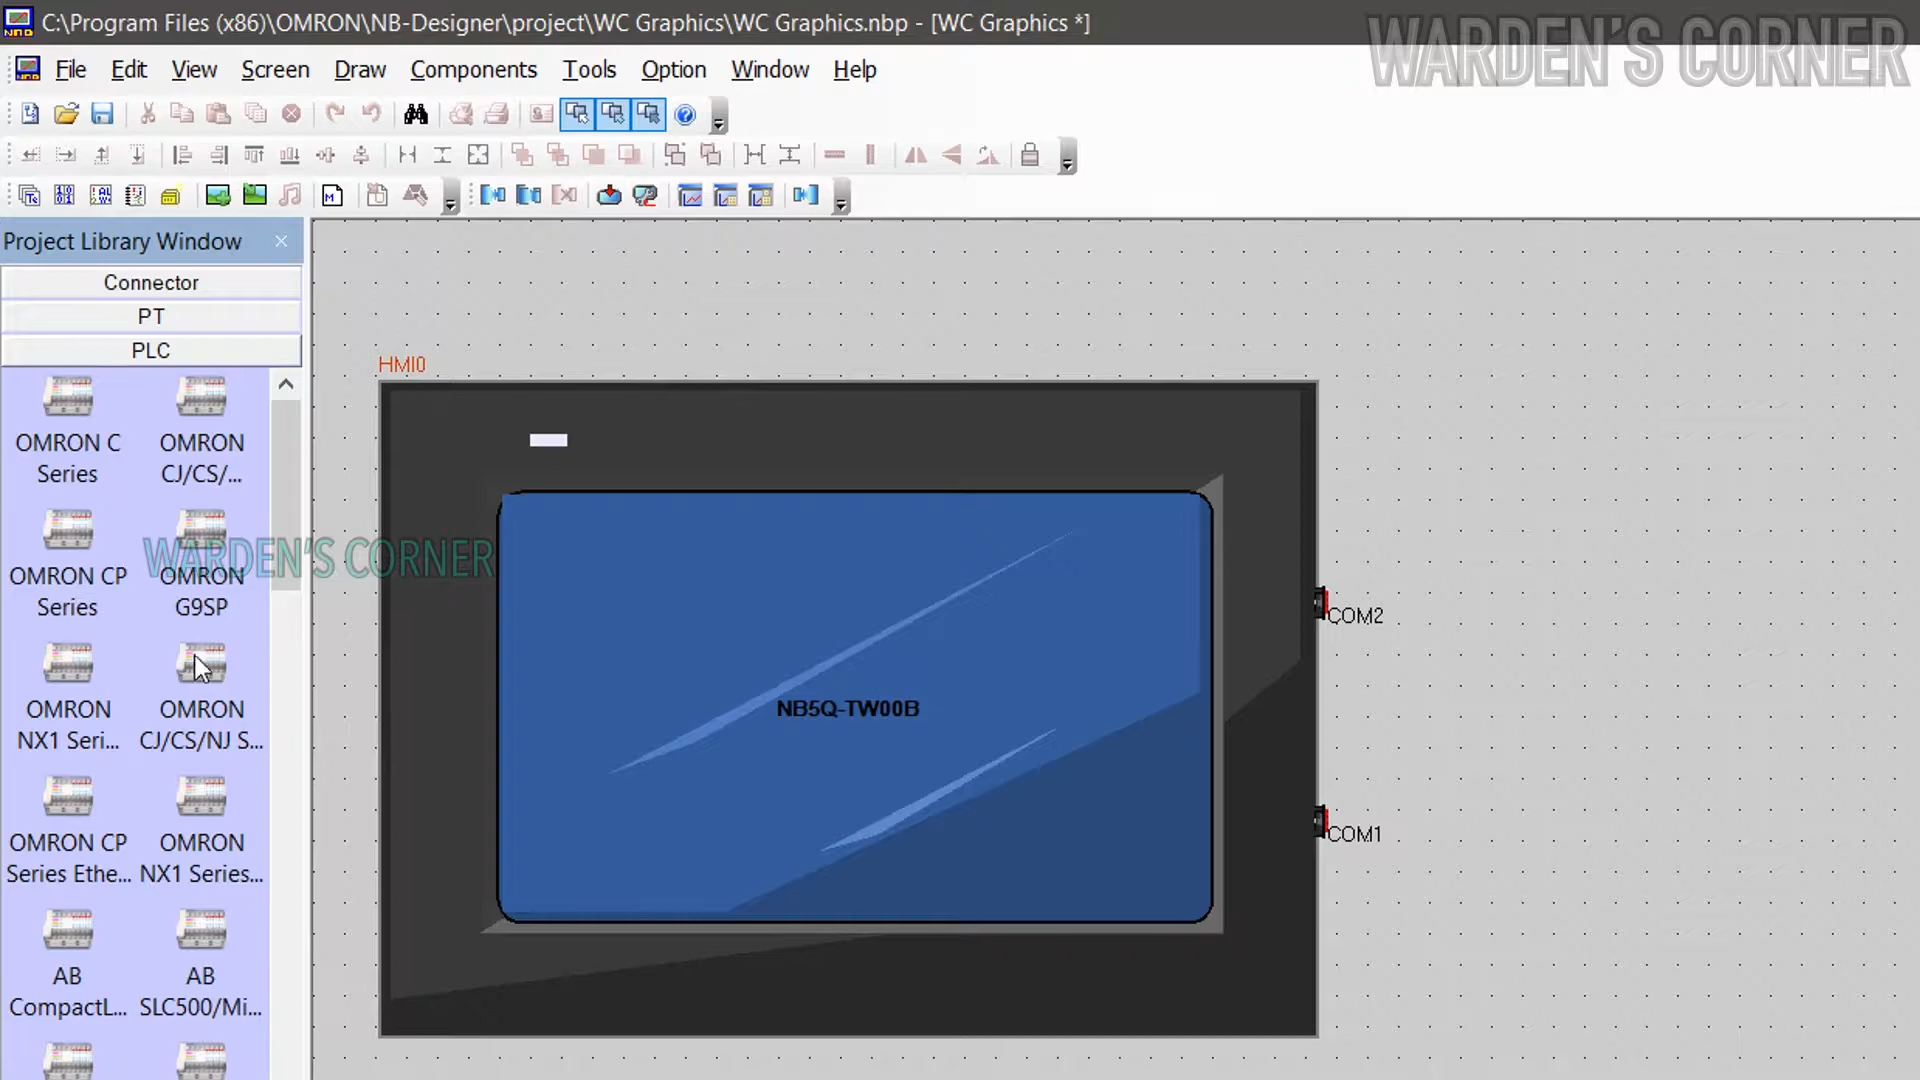 C:\Program Files (x86)\OMRON\NB-Designer\project\WC Graphics\WC Graphics.nbp - [WC Graphics *]
WARDEN'S CORNER
File Edit View Screen Draw Components Tools Option Window Help
Project Library Window
Connector
PT
PLC
OMRON C
Series
OMRON
CJ/CS/...
OMRON CP
Series
OMRON
G9SP
WARDEN'S CORNER
OMRON
NX1 Seri...
OMRON
CJ/CS/NJ S...
OMRON CP
Series Ethe...
OMRON
NX1 Series...
AB
CompactL...
AB
SLC500/Mi...
HMI0
NB5Q-TW00B
COM2
COM1